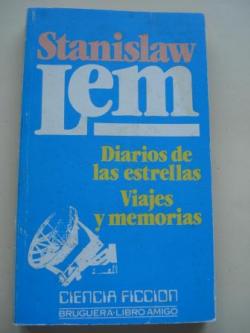 Stanislaw
Lem
Diarios de
las estrellas
Viajes
y memorias
CIENCIA FICCION
BRUGUERA-LIBRO AMIGO